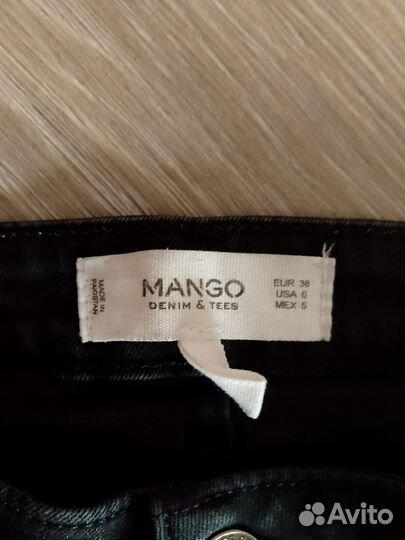 MADE IN
PAKISTAN
MANGO
DENIM & TEES
EUR 38
USA 6
MEX 5
Avito